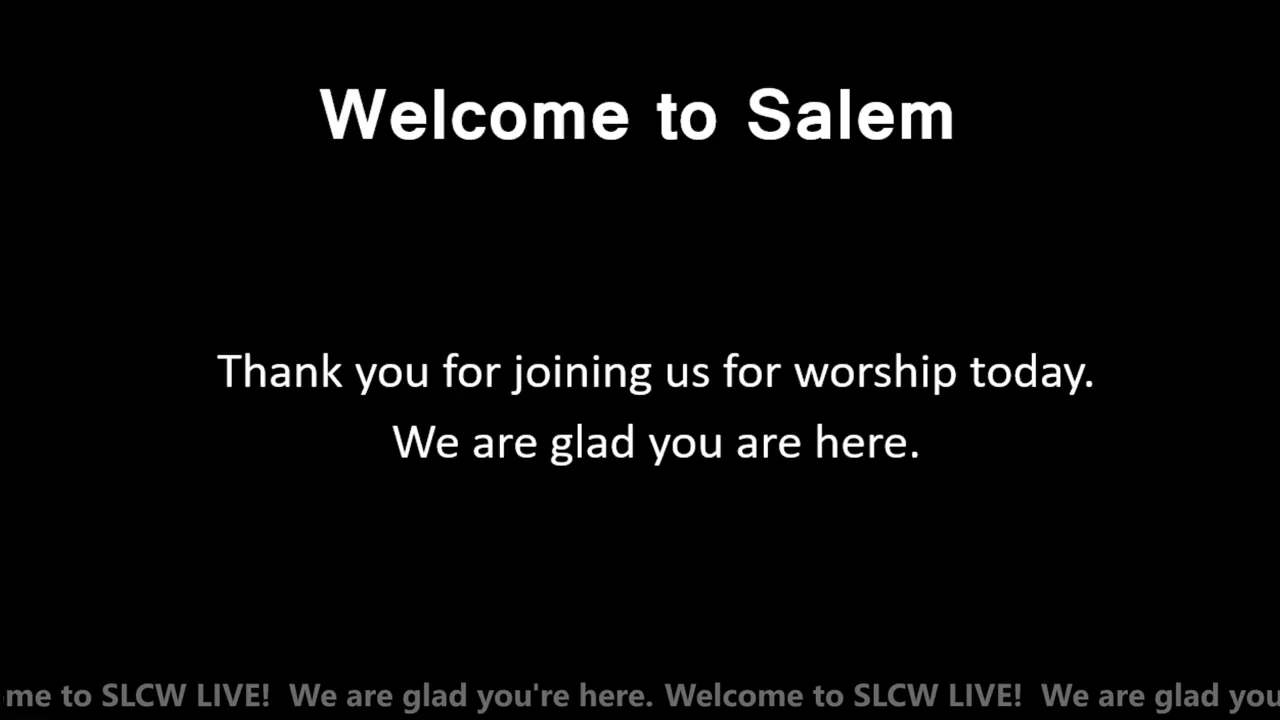 Welcome to Salem
Thank you for joining us for worship today.
We are glad you are here.
me to SLCW LIVE!  We are glad you're here. Welcome to SLCW LIVE!  We are glad you